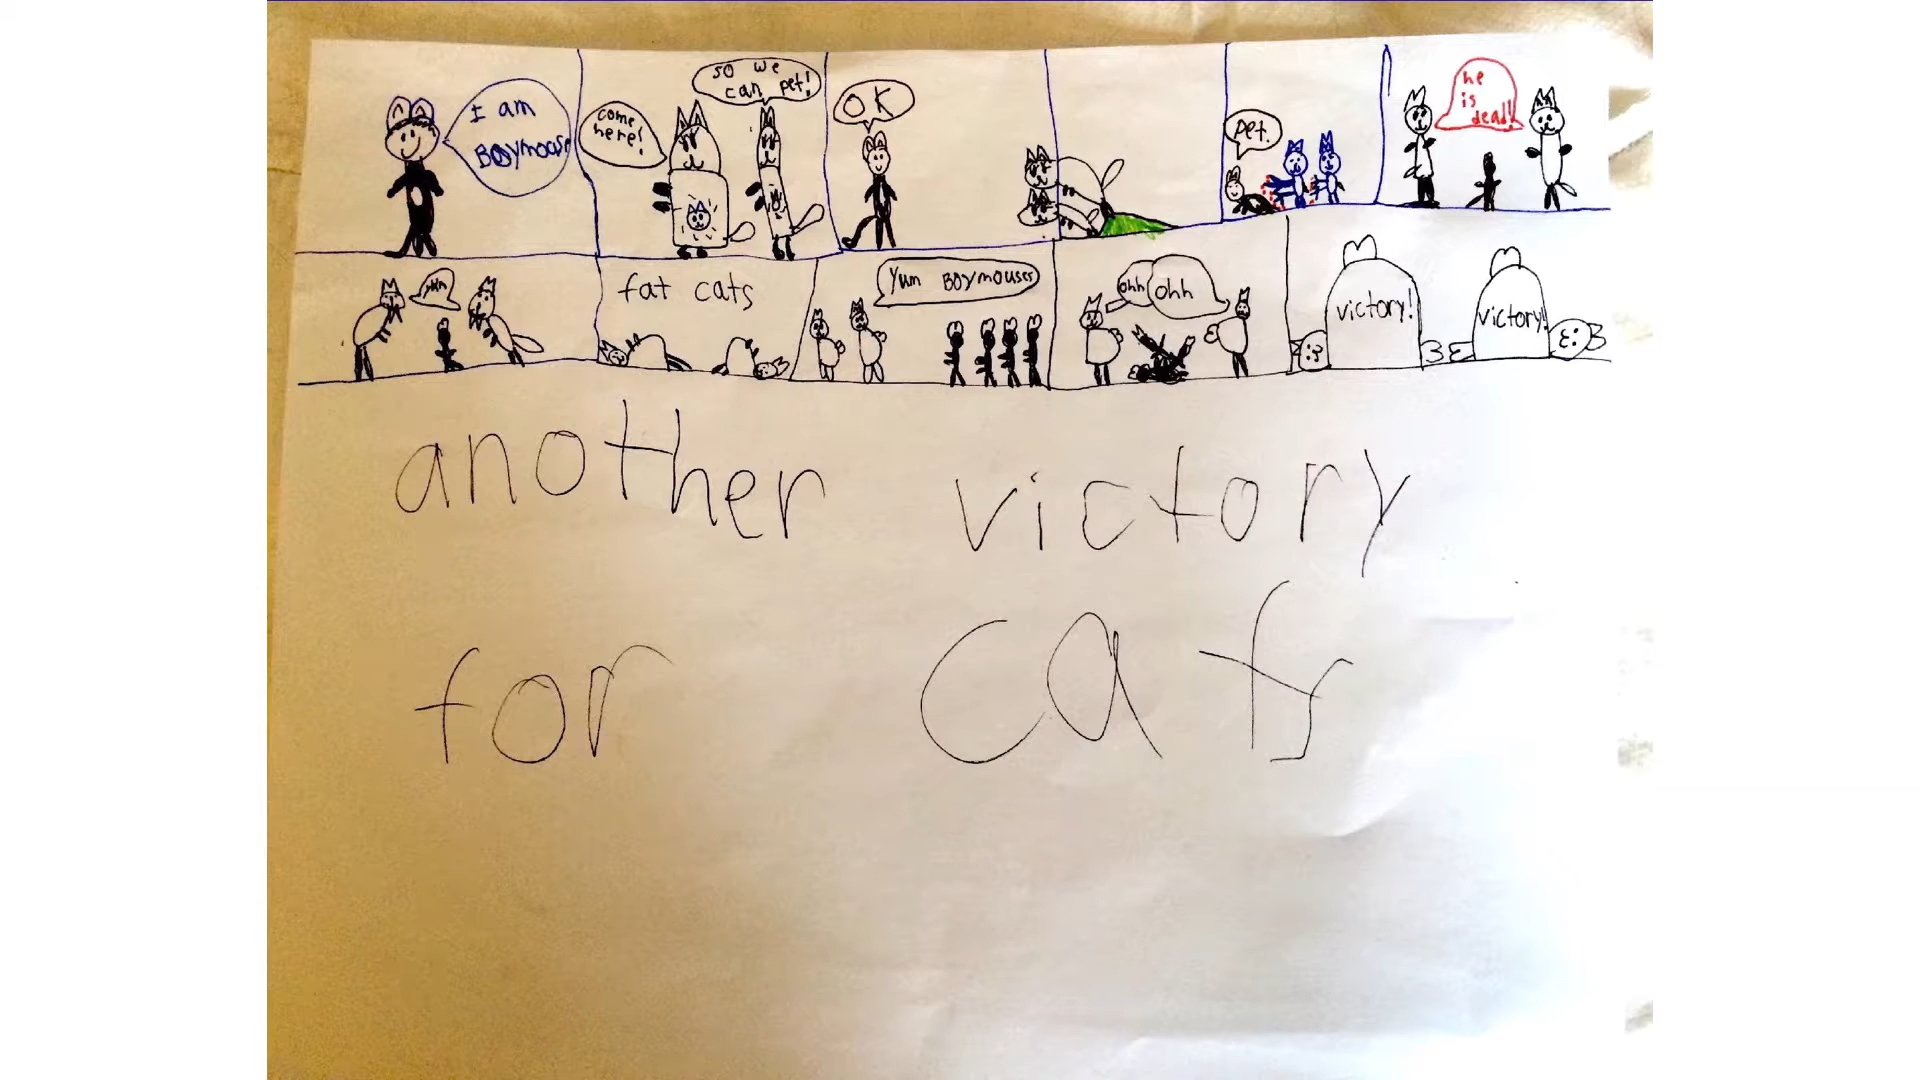 I am
Boymouse
come
here!
so we
can pet!
OK
pet.
he
is
dead!
fat cats
Yum Boymouses
ohh
ohh
victory!
victory!
another victory
for cats